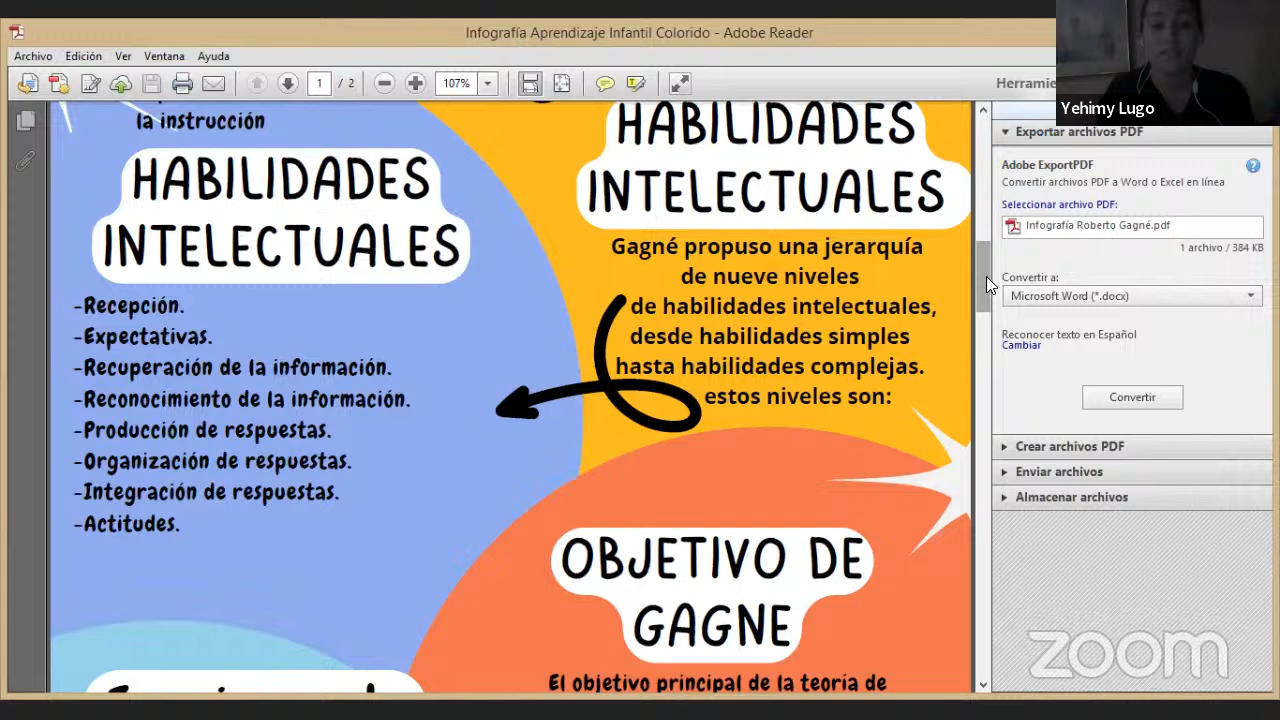 Infografía Aprendizaje Infantil Colorido - Adobe Reader
Archivo Edición Ver Ventana Ayuda
1 / 2 107% Herramie
Yehimy Lugo
la instrucción
HABILIDADES
INTELECTUALES
-Recepción.
-Expectativas.
-Recuperación de la información.
-Reconocimiento de la información.
-Producción de respuestas.
-Organización de respuestas.
-Integración de respuestas.
-Actitudes.
HABILIDADES
INTELECTUALES
Gagné propuso una jerarquía
de nueve niveles
de habilidades intelectuales,
desde habilidades simples
hasta habilidades complejas.
estos niveles son:
OBJETIVO DE
GAGNE
El objetivo principal de la teoría de
Exportar archivos PDF
Adobe ExportPDF
Convertir archivos PDF a Word o Excel en línea
Seleccionar archivo PDF:
Infografía Roberto Gagné.pdf
1 archivo / 384 KB
Convertir a:
Microsoft Word (*.docx)
Reconocer texto en Español
Cambiar
Convertir
Crear archivos PDF
Enviar archivos
Almacenar archivos
zoom